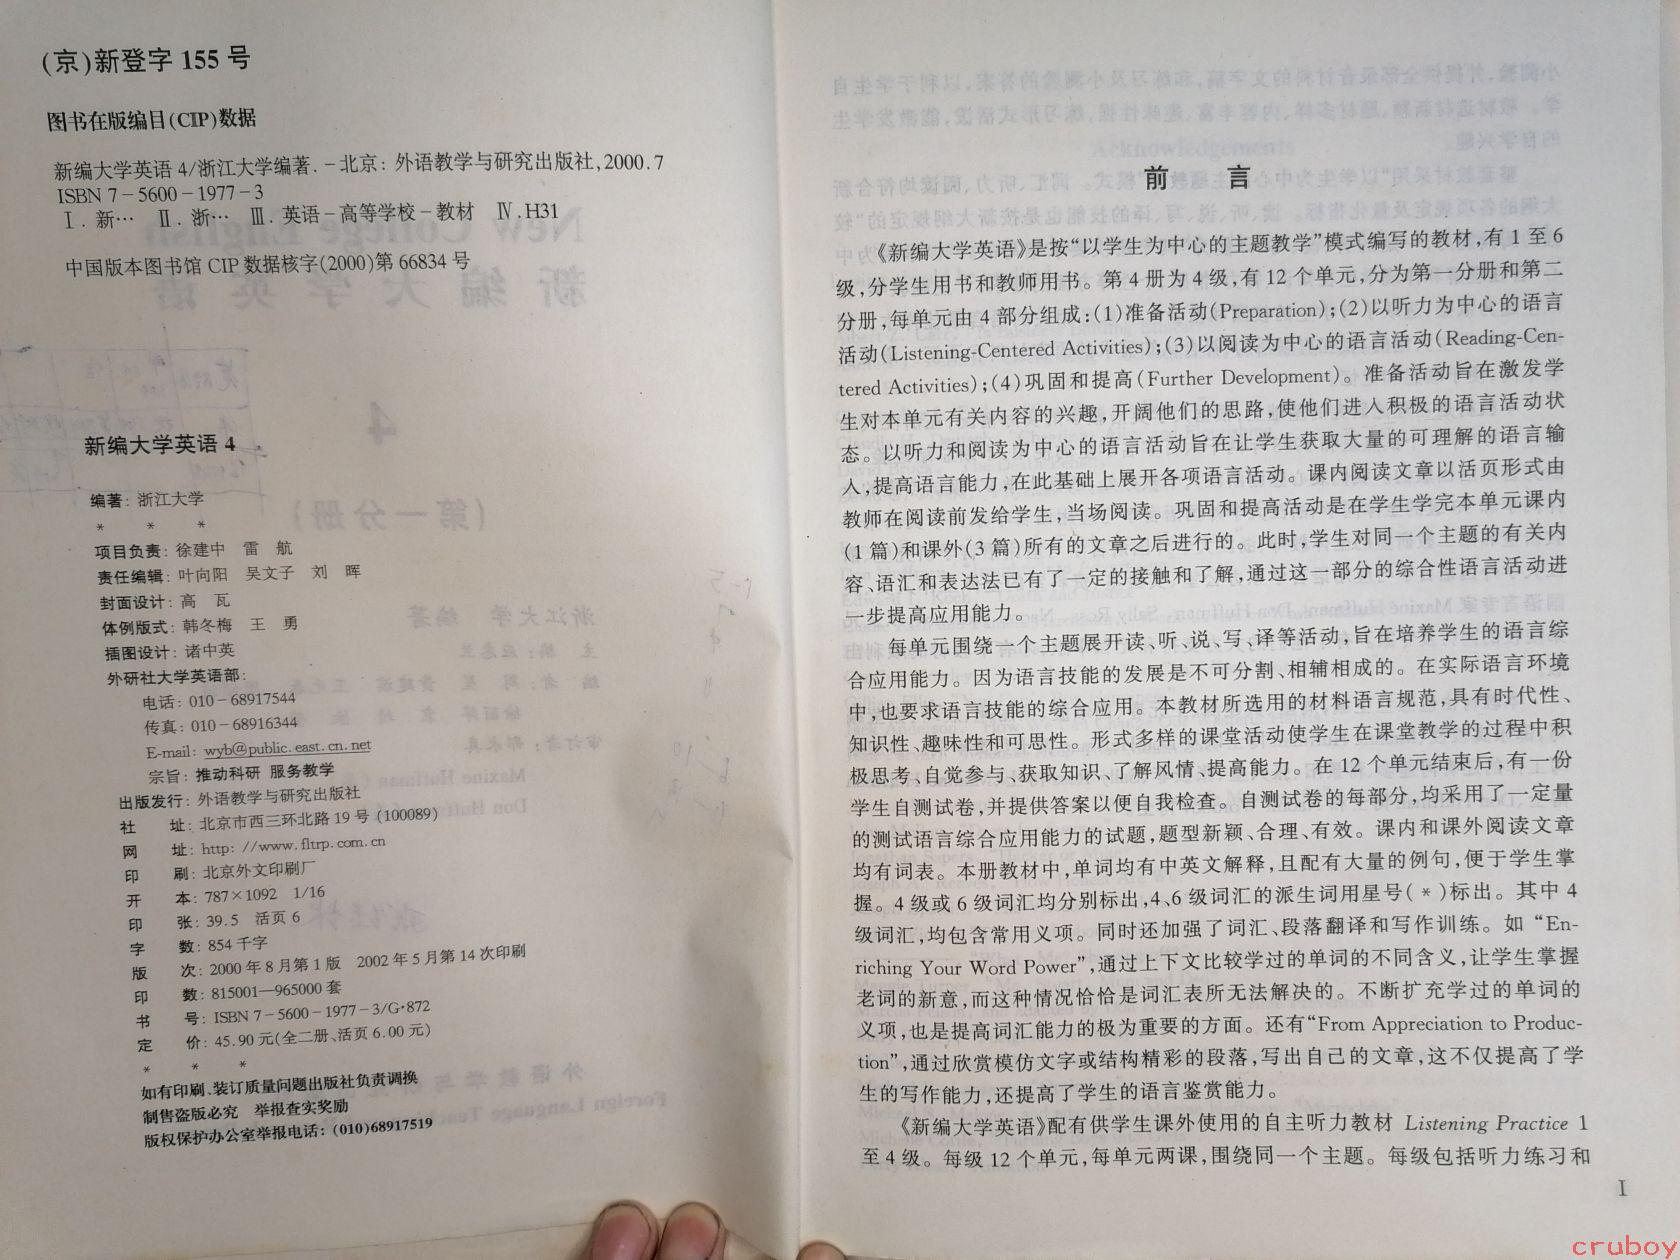 (京)新登字 155 号
图书在版编目(CIP)数据
新编大学英语 4/浙江大学编著. －北京: 外语教学与研究出版社,2000.7
ISBN 7－5600－1977－3
Ⅰ. 新… Ⅱ. 浙… Ⅲ. 英语－高等学校－教材 Ⅳ. H31
中国版本图书馆 CIP 数据核字(2000)第 66834 号
新编大学英语 4
编著: 浙江大学
* * *
项目负责: 徐建中 雷 航
责任编辑: 叶向阳 吴文子 刘 晖
封面设计: 高 瓦
体例版式: 韩冬梅 王 勇
插图设计: 诸中英
外研社大学英语部:
电话: 010－68917544
传真: 010－68916344
E-mail: wyb@public.east.cn.net
宗旨: 推动科研 服务教学
出版发行: 外语教学与研究出版社
社 址: 北京市西三环北路 19 号 (100089)
网 址: http: //www.fltrp.com.cn
印 刷: 北京外文印刷厂
开 本: 787×1092 1/16
印 张: 39.5 活页 6
字 数: 854 千字
版 次: 2000 年 8 月第 1 版 2002 年 5 月第 14 次印刷
印 数: 815001—965000 套
书 号: ISBN 7－5600－1977－3/G·872
定 价: 45.90 元(全二册、活页 6.00 元)
* * *
如有印刷、装订质量问题出版社负责调换
制售盗版必究 举报查实奖励
版权保护办公室举报电话: (010)68917519
前 言
《新编大学英语》是按“以学生为中心的主题教学”模式编写的教材,有 1 至 6
级,分学生用书和教师用书。第 4 册为 4 级,有 12 个单元,分为第一分册和第二
分册,每单元由 4 部分组成:(1)准备活动(Preparation);(2)以听力为中心的语言
活动(Listening-Centered Activities);(3)以阅读为中心的语言活动(Reading-Cen-
tered Activities);(4)巩固和提高(Further Development)。准备活动旨在激发学
生对本单元有关内容的兴趣,开阔他们的思路,使他们进入积极的语言活动状
态。以听力和阅读为中心的语言活动旨在让学生获取大量的可理解的语言输
入,提高语言能力,在此基础上展开各项语言活动。课内阅读文章以活页形式由
教师在阅读前发给学生,当场阅读。巩固和提高活动是在学生学完本单元课内
(1 篇)和课外(3 篇)所有的文章之后进行的。此时,学生对同一个主题的有关内
容、语汇和表达法已有了一定的接触和了解,通过这一部分的综合性语言活动进
一步提高应用能力。
每单元围绕一个主题展开读、听、说、写、译等活动,旨在培养学生的语言综
合应用能力。因为语言技能的发展是不可分割、相辅相成的。在实际语言环境
中,也要求语言技能的综合应用。本教材所选用的材料语言规范,具有时代性、
知识性、趣味性和可思性。形式多样的课堂活动使学生在课堂教学的过程中积
极思考、自觉参与、获取知识、了解风情、提高能力。在 12 个单元结束后,有一份
学生自测试卷,并提供答案以便自我检查。自测试卷的每部分,均采用了一定量
的测试语言综合应用能力的试题,题型新颖、合理、有效。课内和课外阅读文章
均有词表。本册教材中,单词均有中英文解释,且配有大量的例句,便于学生掌
握。4 级或 6 级词汇均分别标出,4、6 级词汇的派生词用星号(*)标出。其中 4
级词汇,均包含常用义项。同时还加强了词汇、段落翻译和写作训练。如 “En-
riching Your Word Power”,通过上下文比较学过的单词的不同含义,让学生掌握
老词的新意,而这种情况恰恰是词汇表所无法解决的。不断扩充学过的单词的
义项,也是提高词汇能力的极为重要的方面。还有“From Appreciation to Produc-
tion”,通过欣赏模仿文字或结构精彩的段落,写出自己的文章,这不仅提高了学
生的写作能力,还提高了学生的语言鉴赏能力。
《新编大学英语》配有供学生课外使用的自主听力教材 Listening Practice 1
至 4 级。每级 12 个单元,每单元两课,围绕同一个主题。每级包括听力练习和
I
cruboy